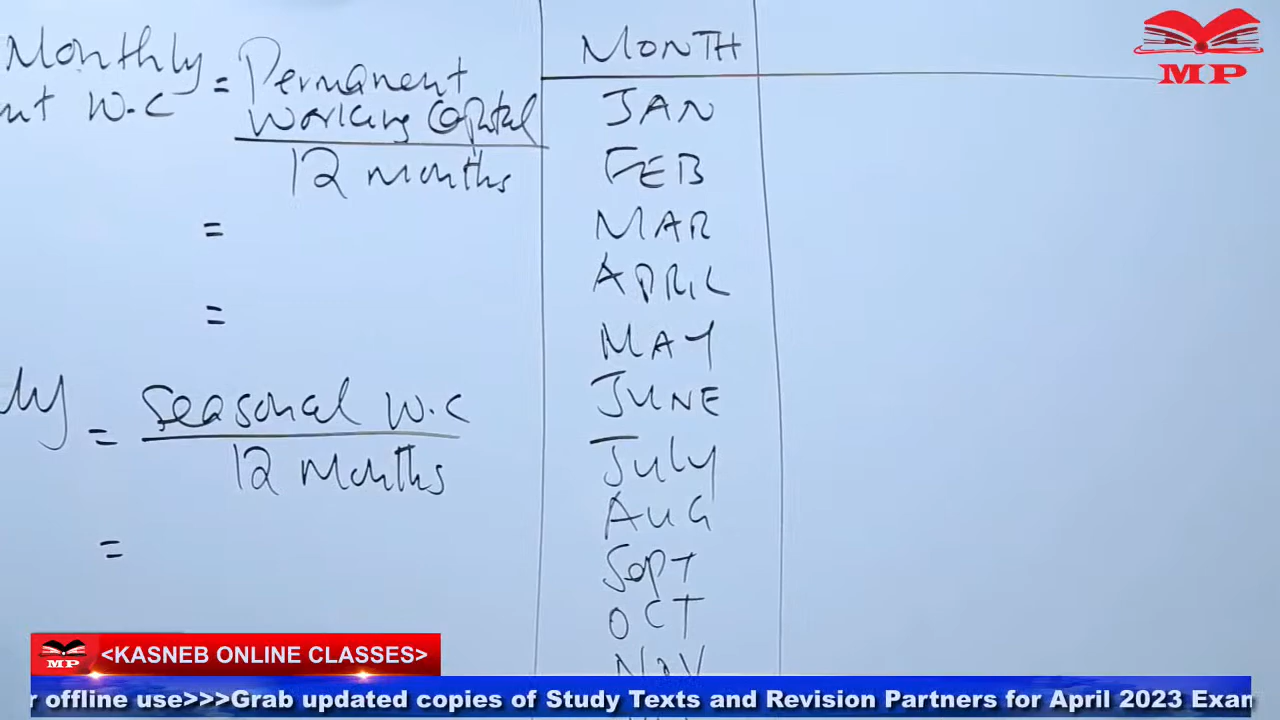 Monthly
nt W.C = Permanent
Working Capital
12 Months
=
=
ly = Seasonal W.C
12 Months
=
MONTH
JAN
FEB
MAR
APRIL
MAY
JUNE
July
AUG
Sept
OCT
NOV
MP
MP
<KASNEB ONLINE CLASSES>
r offline use>>>Grab updated copies of Study Texts and Revision Partners for April 2023 Exam